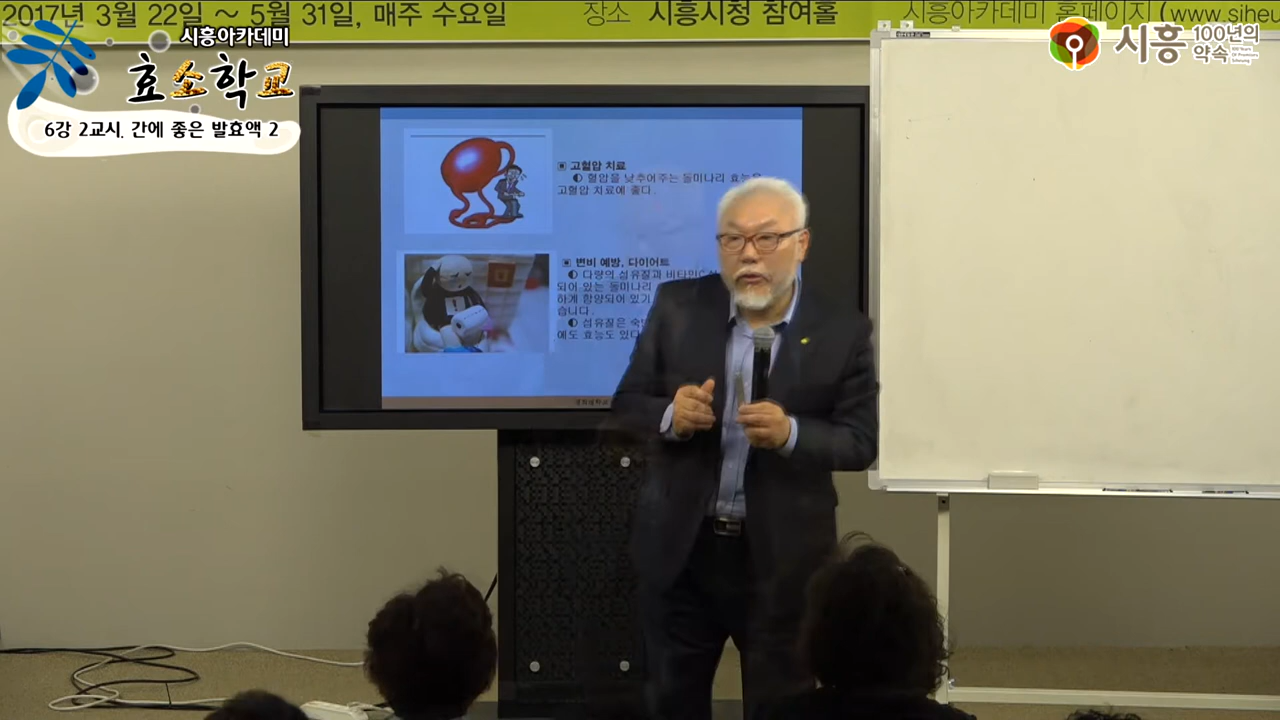 2017년 3월 22일 ~ 5월 31일, 매주 수요일
장소 시흥시청 참여홀
시흥아카데미 홈페이지 (www.siheu
시흥아카데미
효소학교
6강 2교시. 간에 좋은 발효액 2
시흥 100년의
약속
▣ 고혈압 치료
◐ 혈압을 낮추어주는 돌미나리 효능은
고혈압 치료에 좋다.
▣ 변비 예방, 다이어트
◐ 다량의 섬유질과 비타민C
되어 있는 돌미나리
하게 함양되어 있기
습니다.
◐ 섬유질은 숙변
에도 효능도 있다